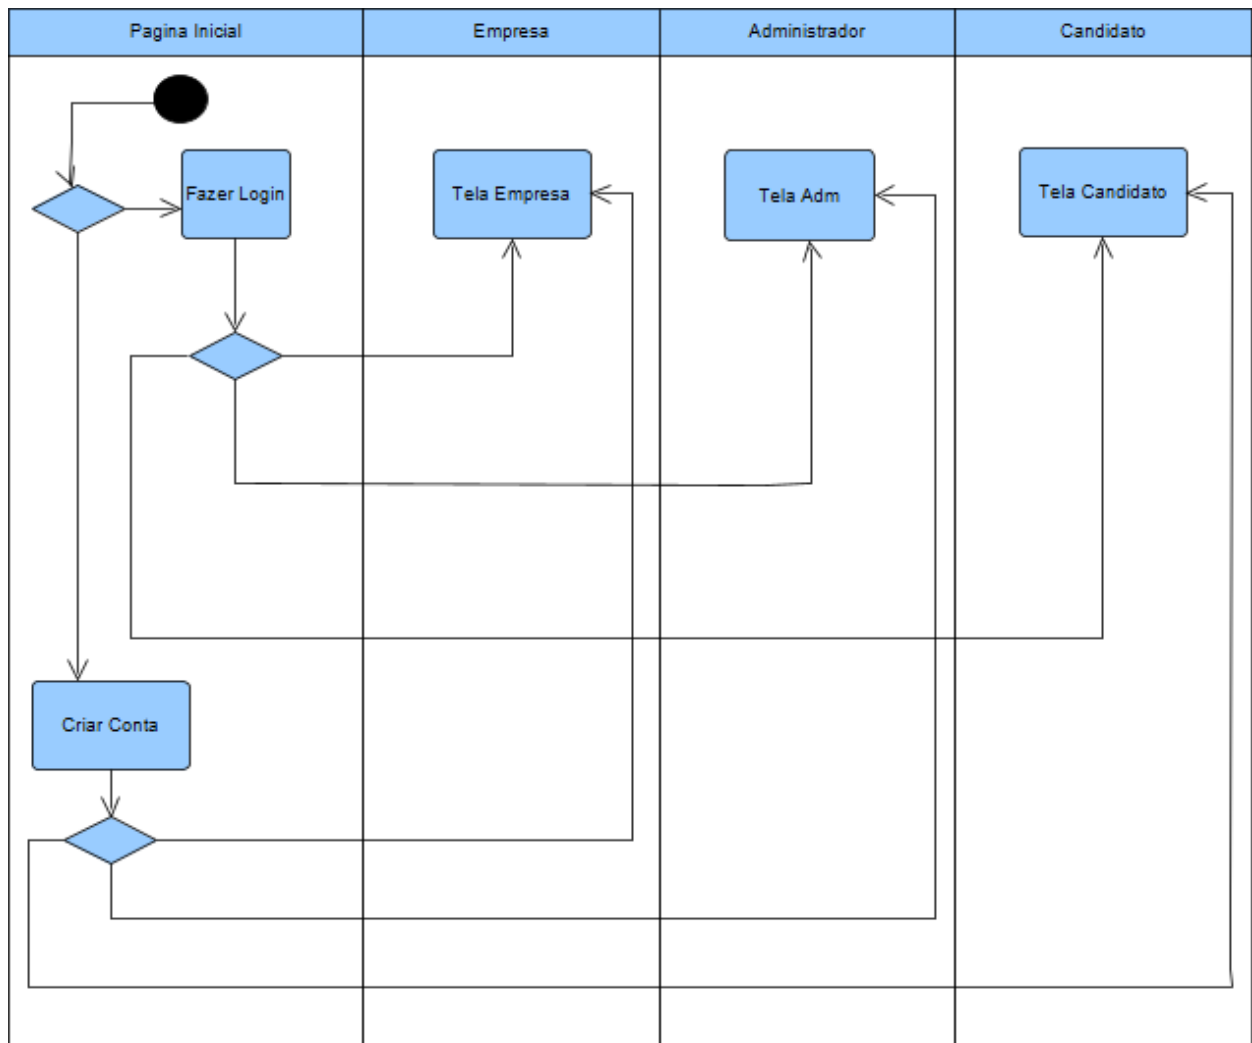 Pagina Inicial
Empresa
Administrador
Candidato
Fazer Login
Tela Empresa
Tela Adm
Tela Candidato
Criar Conta